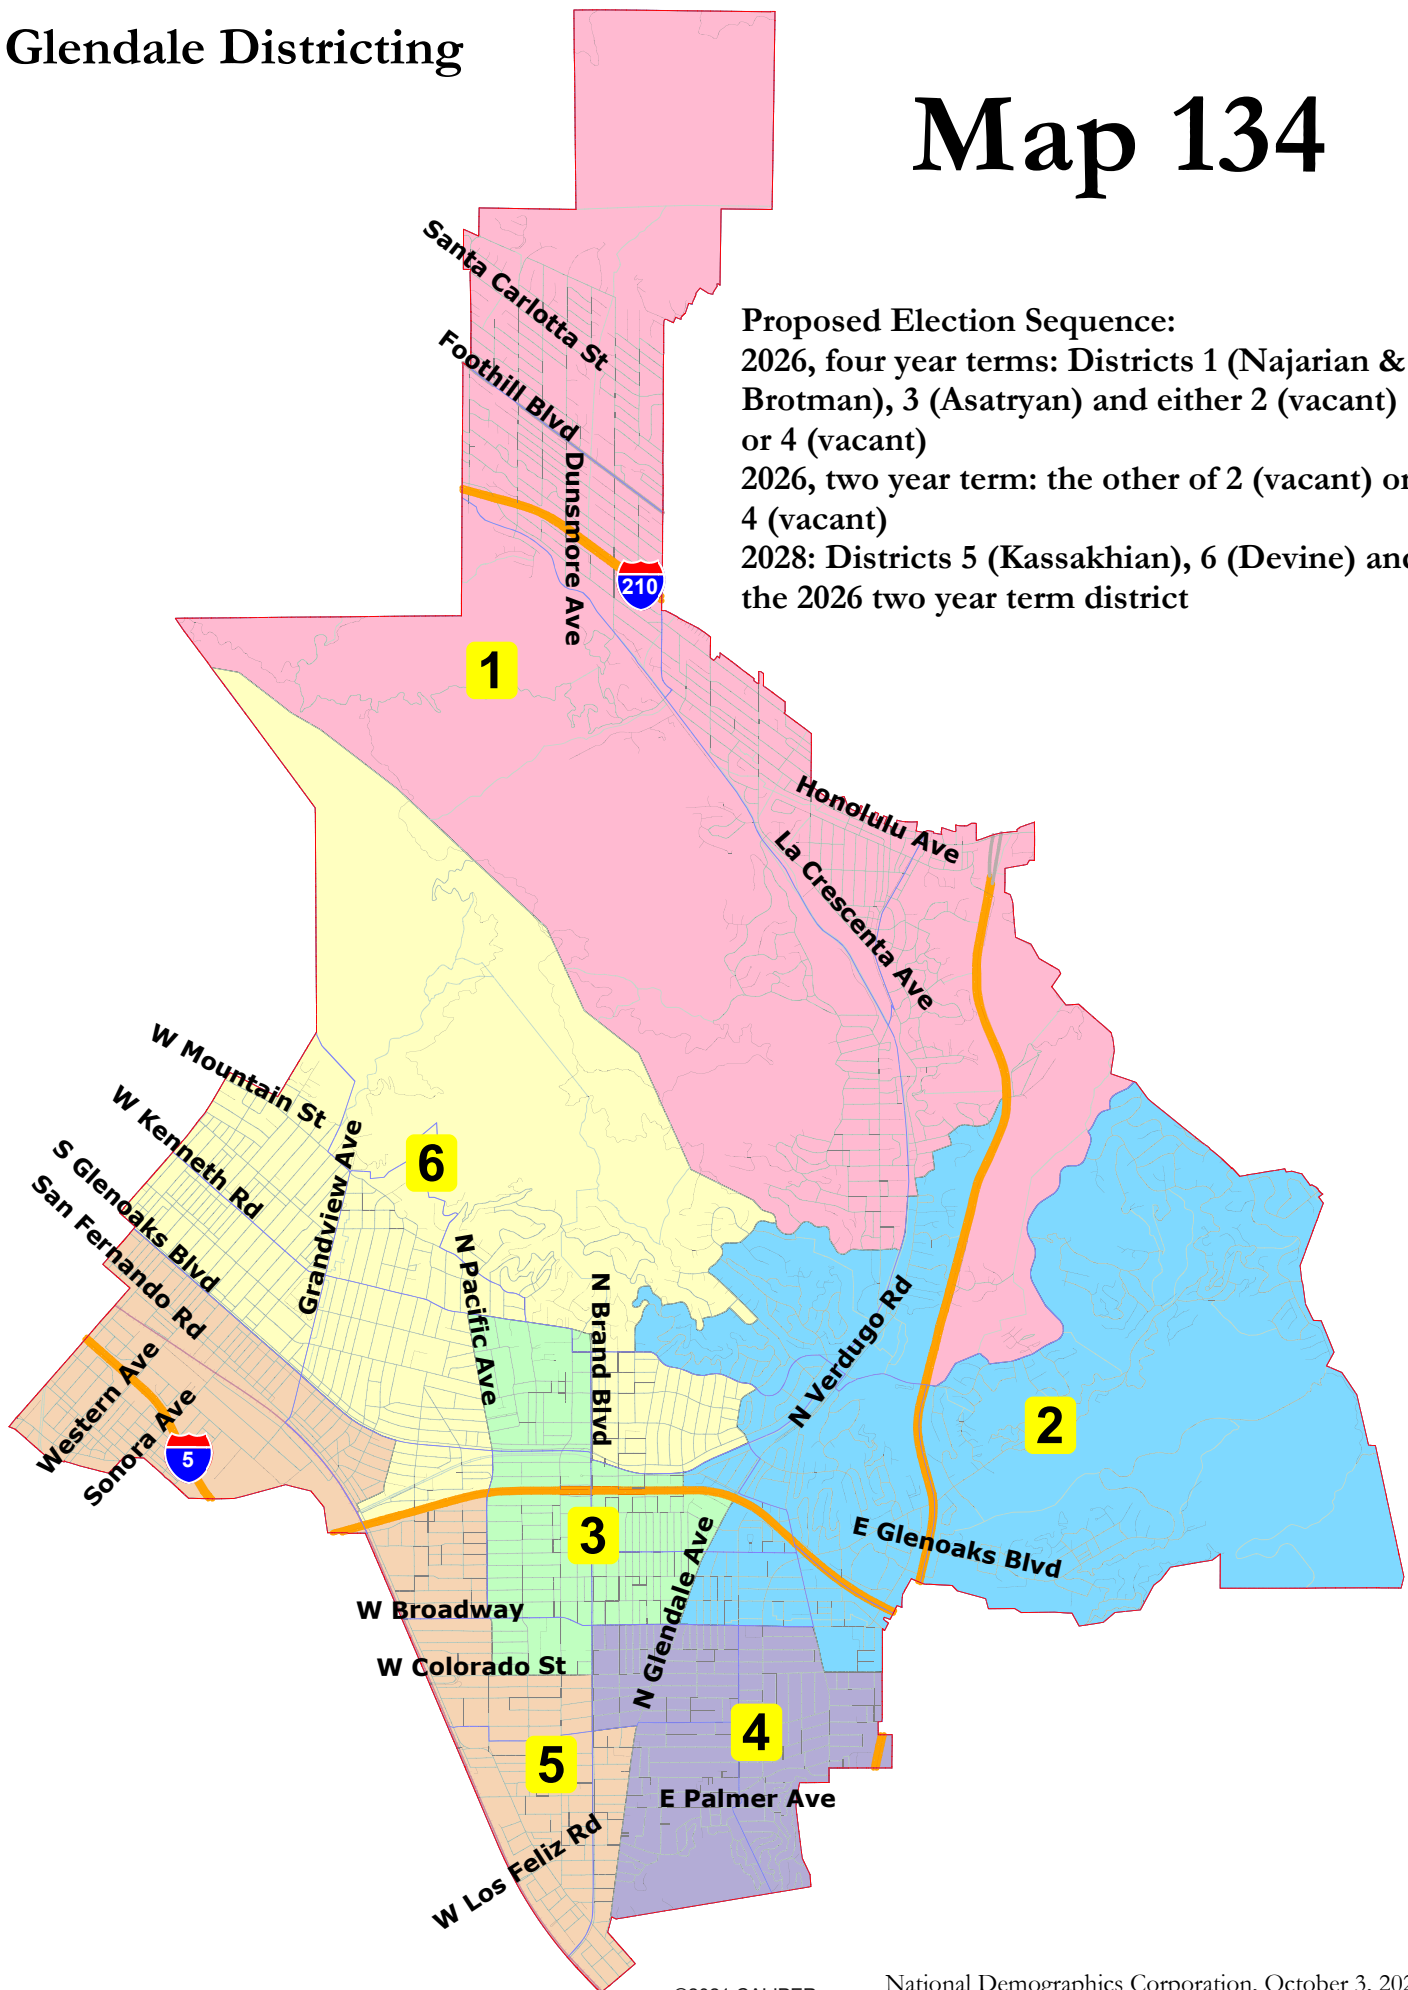 Glendale Districting
Map 134
Santa Carlotta St
Proposed Election Sequence:
2026, four year terms: Districts 1 (Najarian &
Brotman), 3 (Asatryan) and either 2 (vacant)
or 4 (vacant)
2026, two year term: the other of 2 (vacant) or
4 (vacant)
2028: Districts 5 (Kassakhian), 6 (Devine) and
the 2026 two year term district
Foothill Blvd
Dunsmore Ave
210
1
Honolulu Ave
La Crescenta Ave
W Mountain St
W Kenneth Rd
S Glenoaks Blvd
San Fernando Rd
Grandview Ave
6
N Pacific Ave
N Brand Blvd
N Verdugo Rd
Western Ave
Sonora Ave
5
2
3
E Glenoaks Blvd
N Glendale Ave
W Broadway
W Colorado St
4
5
E Palmer Ave
W Los Feliz Rd
National Demographics Corporation, October 3, 202